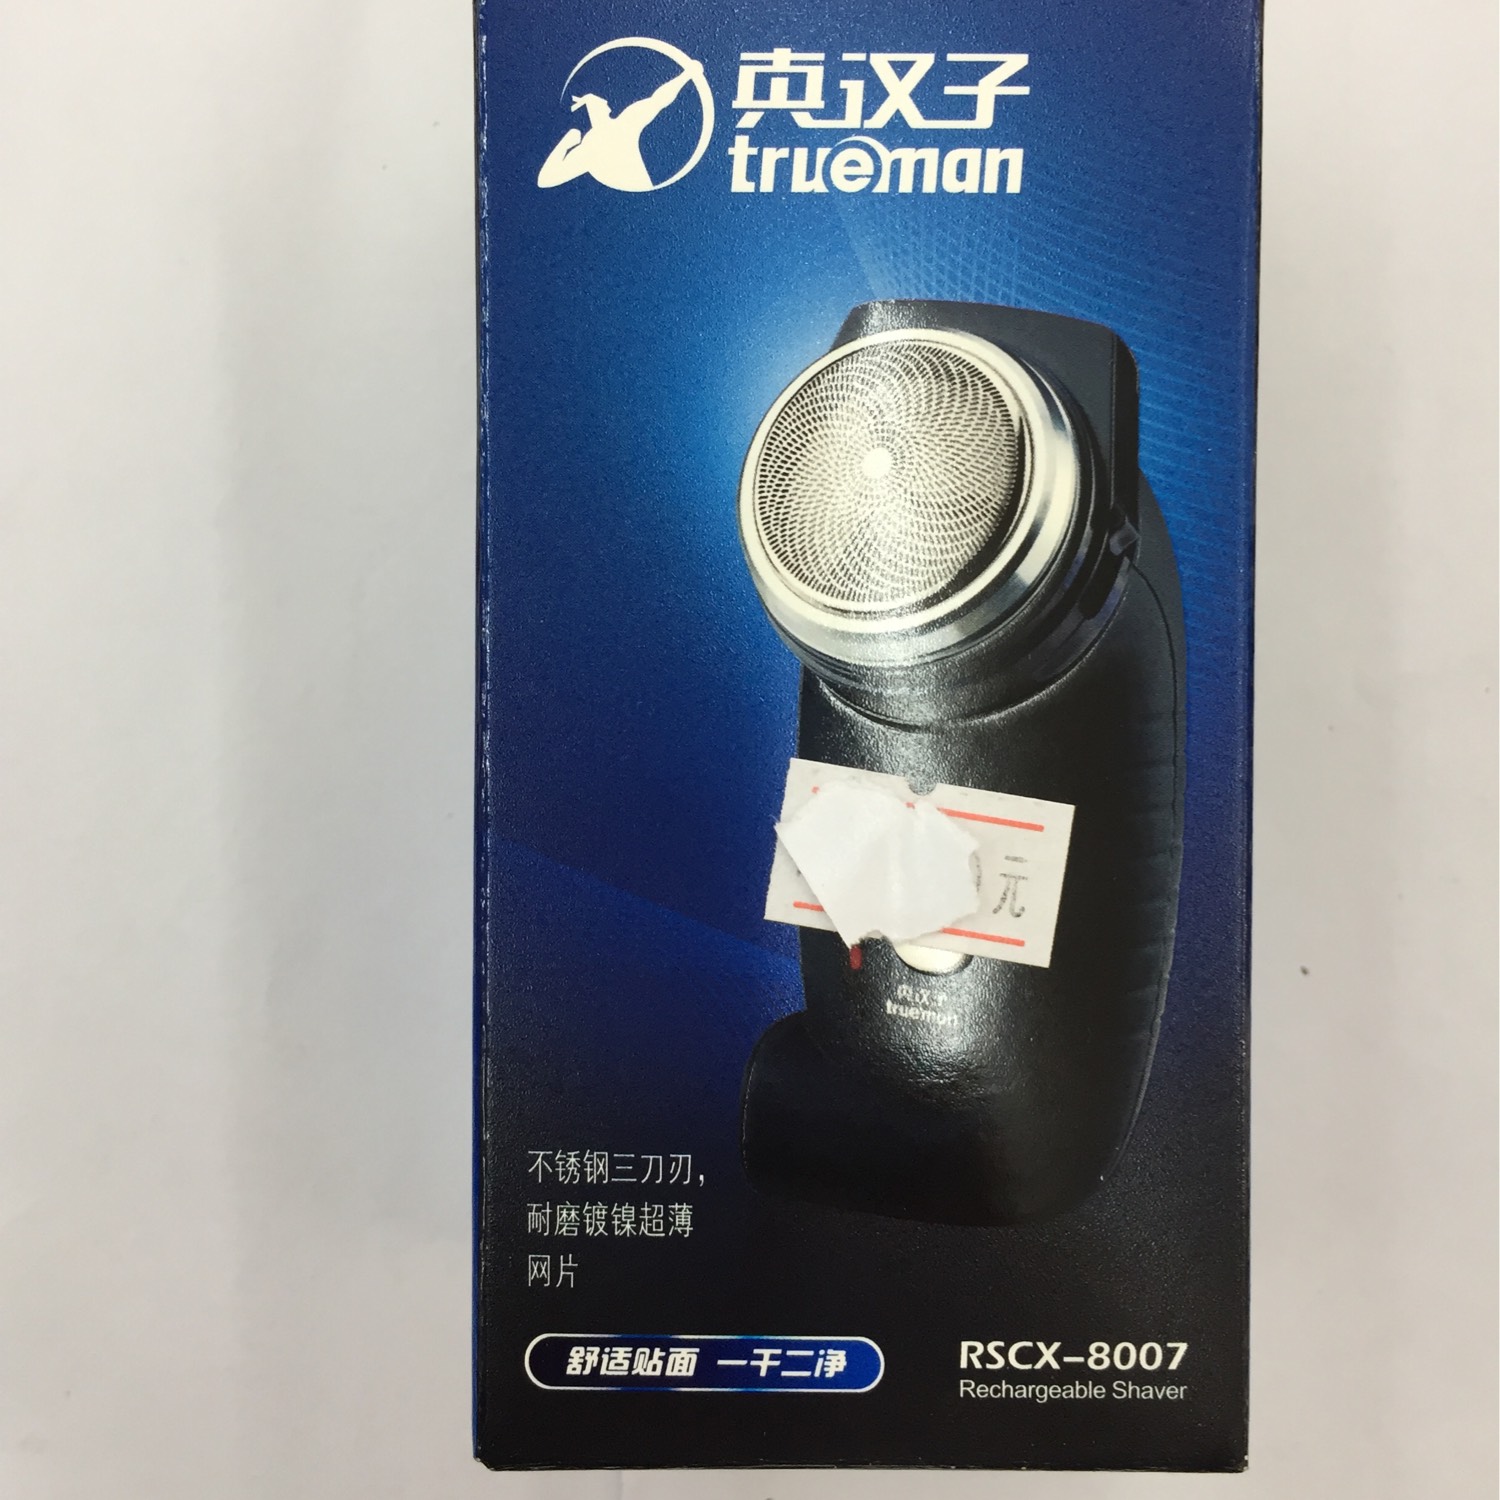 真汉子
trueman
元
真汉子
trueman
不锈钢三刀刃，
耐磨镀镍超薄
网片
舒适贴面 一干二净
RSCX-8007
Rechargeable Shaver